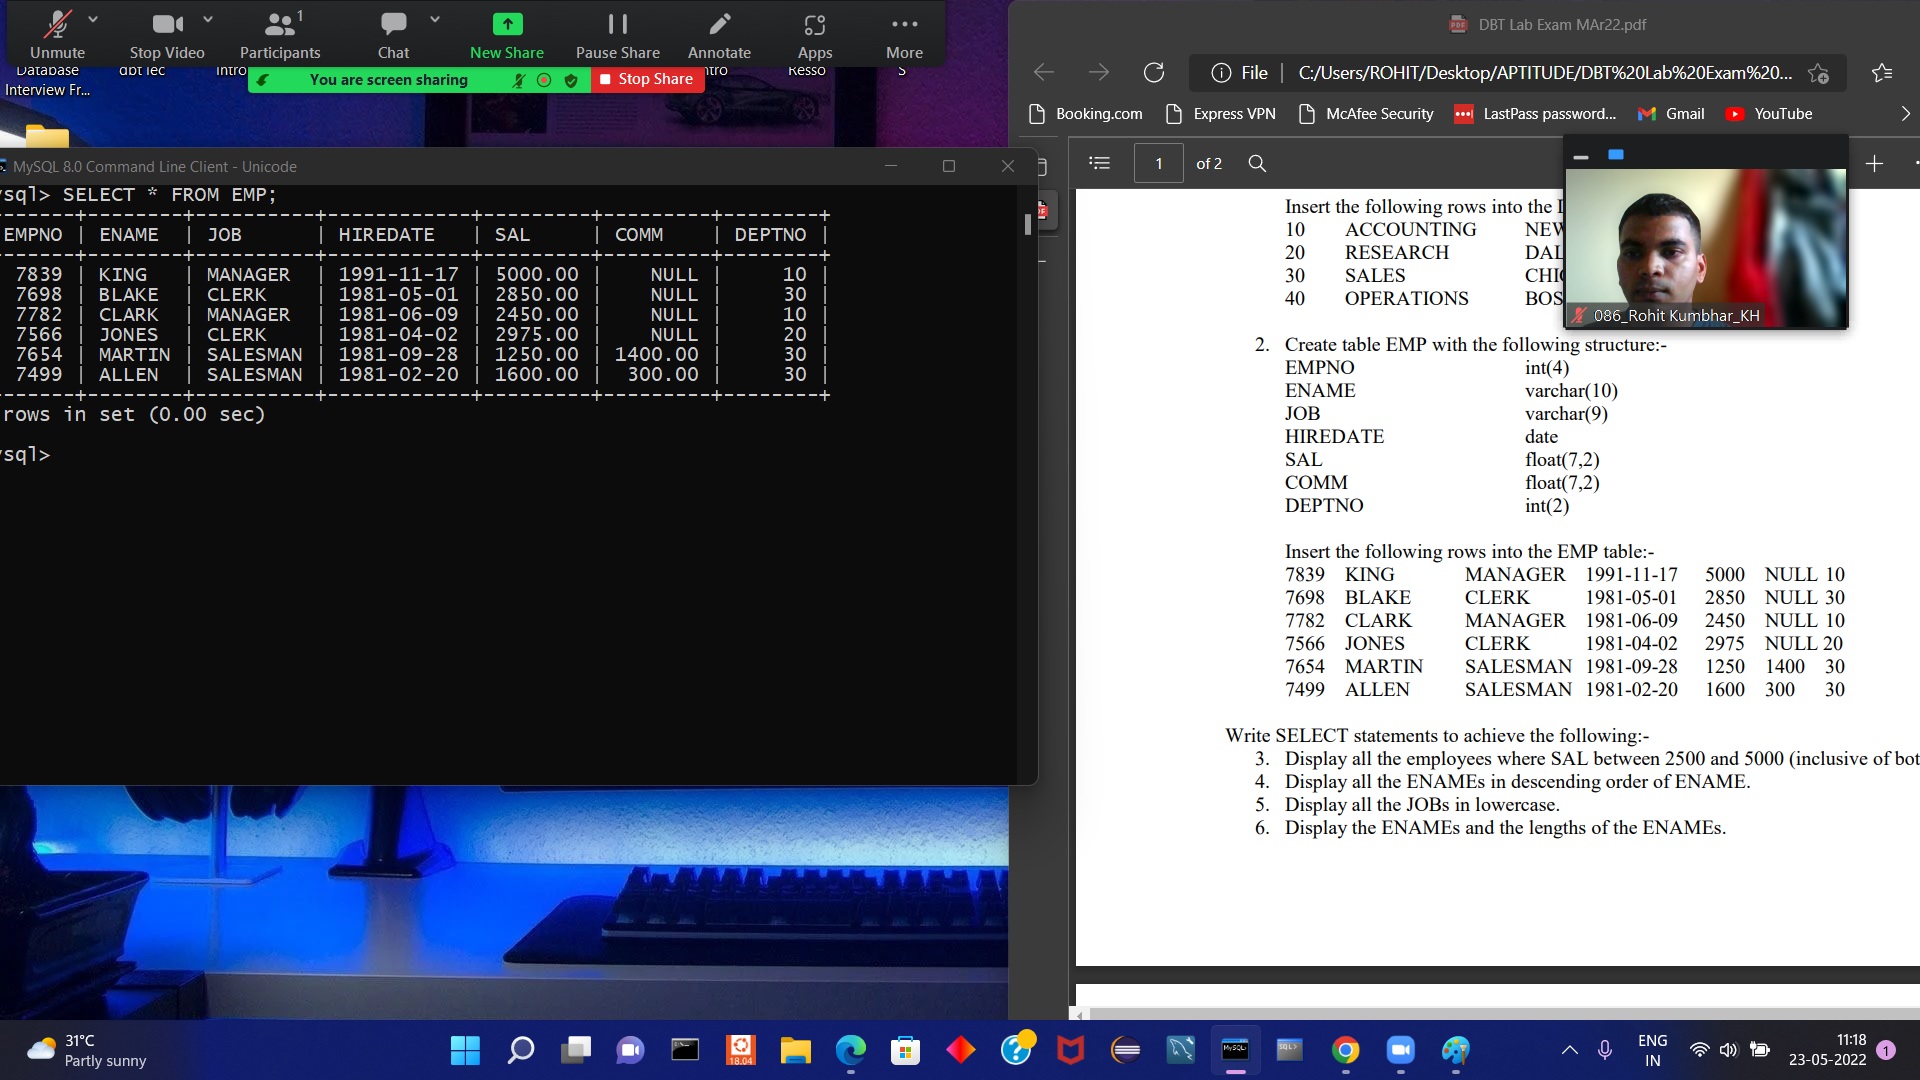 Unmute
Stop Video
Participants 1
Chat
New Share
Pause Share
Annotate
Apps
More
You are screen sharing
Stop Share
Database
Interview Fr...
dbt lec
Resso
MySQL 8.0 Command Line Client - Unicode
sql> SELECT * FROM EMP;
EMPNO | ENAME | JOB | HIREDATE | SAL | COMM | DEPTNO |
7839 | KING | MANAGER | 1991-11-17 | 5000.00 | NULL | 10 |
7698 | BLAKE | CLERK | 1981-05-01 | 2850.00 | NULL | 30 |
7782 | CLARK | MANAGER | 1981-06-09 | 2450.00 | NULL | 10 |
7566 | JONES | CLERK | 1981-04-02 | 2975.00 | NULL | 20 |
7654 | MARTIN | SALESMAN | 1981-09-28 | 1250.00 | 1400.00 | 30 |
7499 | ALLEN | SALESMAN | 1981-02-20 | 1600.00 | 300.00 | 30 |
rows in set (0.00 sec)
sql>
DBT Lab Exam MAr22.pdf
File | C:/Users/ROHIT/Desktop/APTITUDE/DBT%20Lab%20Exam%20...
Booking.com
Express VPN
McAfee Security
LastPass password...
Gmail
YouTube
1 of 2
086_Rohit Kumbhar_KH
Insert the following rows into the
10 ACCOUNTING NEW
20 RESEARCH DAL
30 SALES CHI
40 OPERATIONS BOS
2. Create table EMP with the following structure:-
EMPNO int(4)
ENAME varchar(10)
JOB varchar(9)
HIREDATE date
SAL float(7,2)
COMM float(7,2)
DEPTNO int(2)
Insert the following rows into the EMP table:-
7839 KING MANAGER 1991-11-17 5000 NULL 10
7698 BLAKE CLERK 1981-05-01 2850 NULL 30
7782 CLARK MANAGER 1981-06-09 2450 NULL 10
7566 JONES CLERK 1981-04-02 2975 NULL 20
7654 MARTIN SALESMAN 1981-09-28 1250 1400 30
7499 ALLEN SALESMAN 1981-02-20 1600 300 30
Write SELECT statements to achieve the following:-
3. Display all the employees where SAL between 2500 and 5000 (inclusive of bot
4. Display all the ENAMEs in descending order of ENAME.
5. Display all the JOBs in lowercase.
6. Display the ENAMEs and the lengths of the ENAMEs.
31°C
Partly sunny
18.04
ENG
IN
11:18
23-05-2022
1